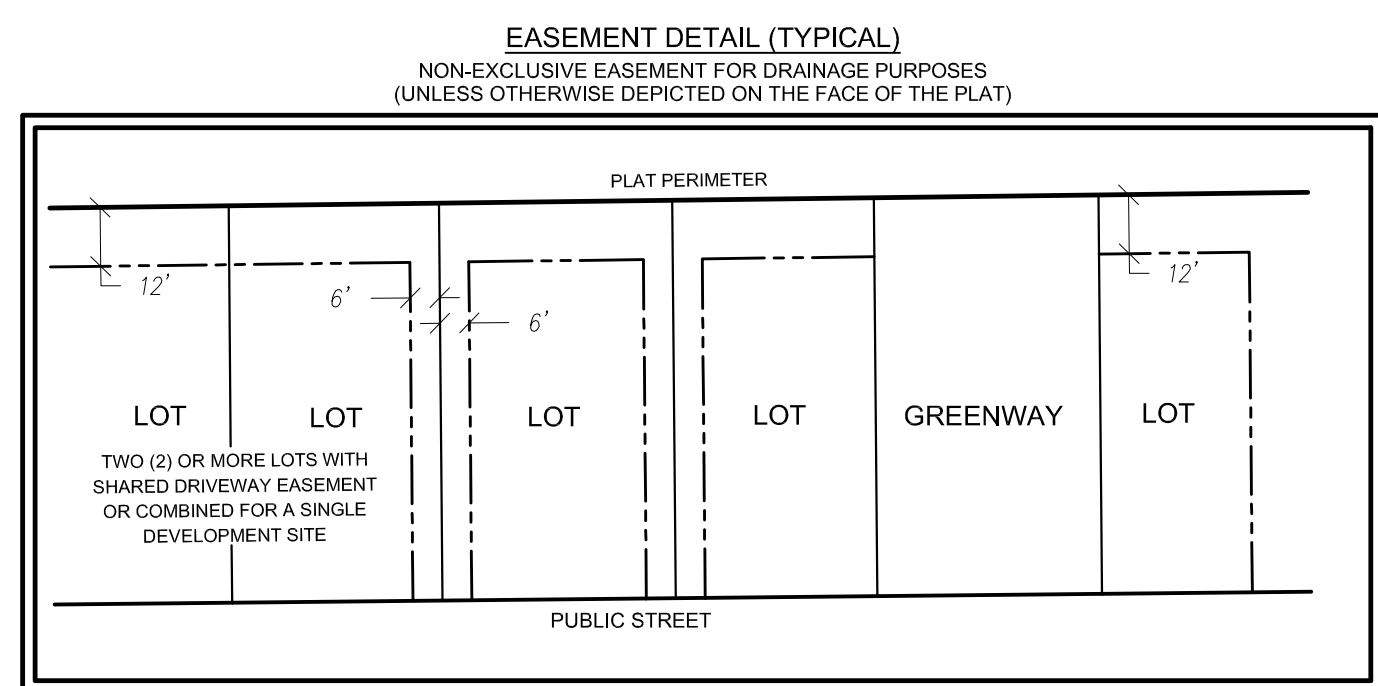 EASEMENT DETAIL (TYPICAL)
NON-EXCLUSIVE EASEMENT FOR DRAINAGE PURPOSES
(UNLESS OTHERWISE DEPICTED ON THE FACE OF THE PLAT)
PLAT PERIMETER
12'
6'
6'
12'
LOT
LOT
LOT
LOT
GREENWAY
LOT
TWO (2) OR MORE LOTS WITH
SHARED DRIVEWAY EASEMENT
OR COMBINED FOR A SINGLE
DEVELOPMENT SITE
PUBLIC STREET